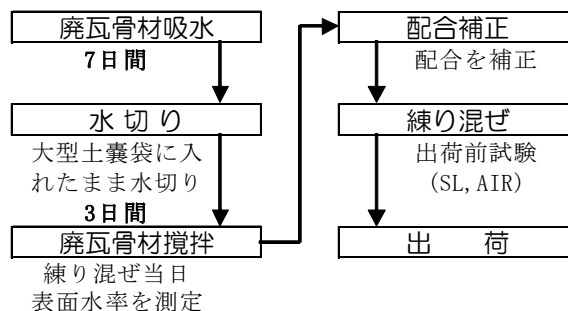 廃瓦骨材吸水
7日間
水切り
大型土嚢袋に入
れたまま水切り
3日間
廃瓦骨材撹拌
練り混ぜ当日
表面水率を測定
配合補正
配合を補正
練り混ぜ
出荷前試験
(SL,AIR)
出 荷